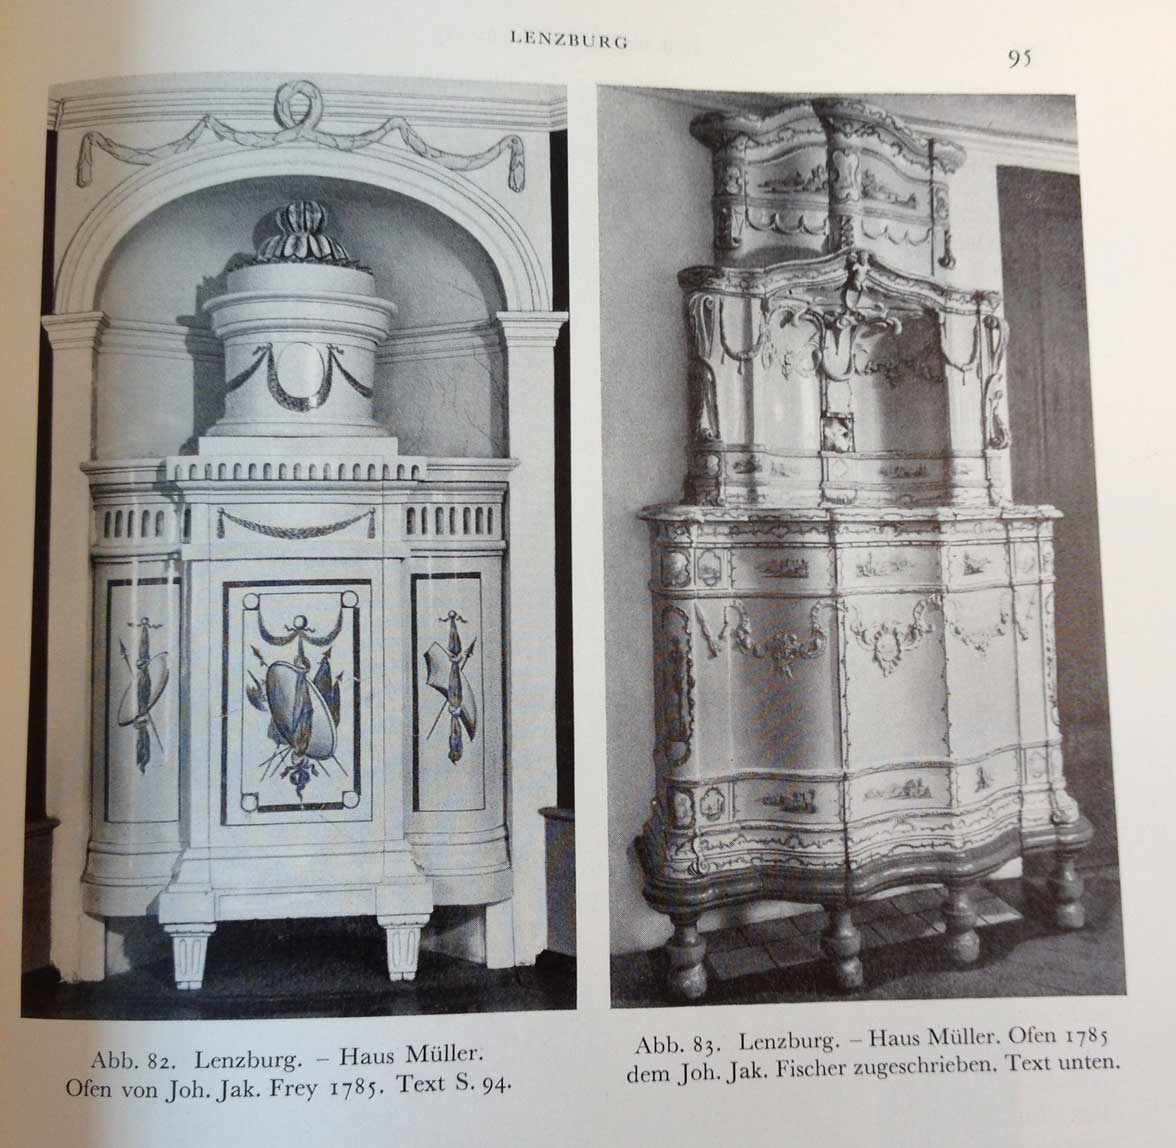 LENZBURG
95
Abb. 82. Lenzburg. – Haus Müller.
Ofen von Joh. Jak. Frey 1785. Text S. 94.
Abb. 83. Lenzburg. – Haus Müller. Ofen 1785
dem Joh. Jak. Fischer zugeschrieben. Text unten.